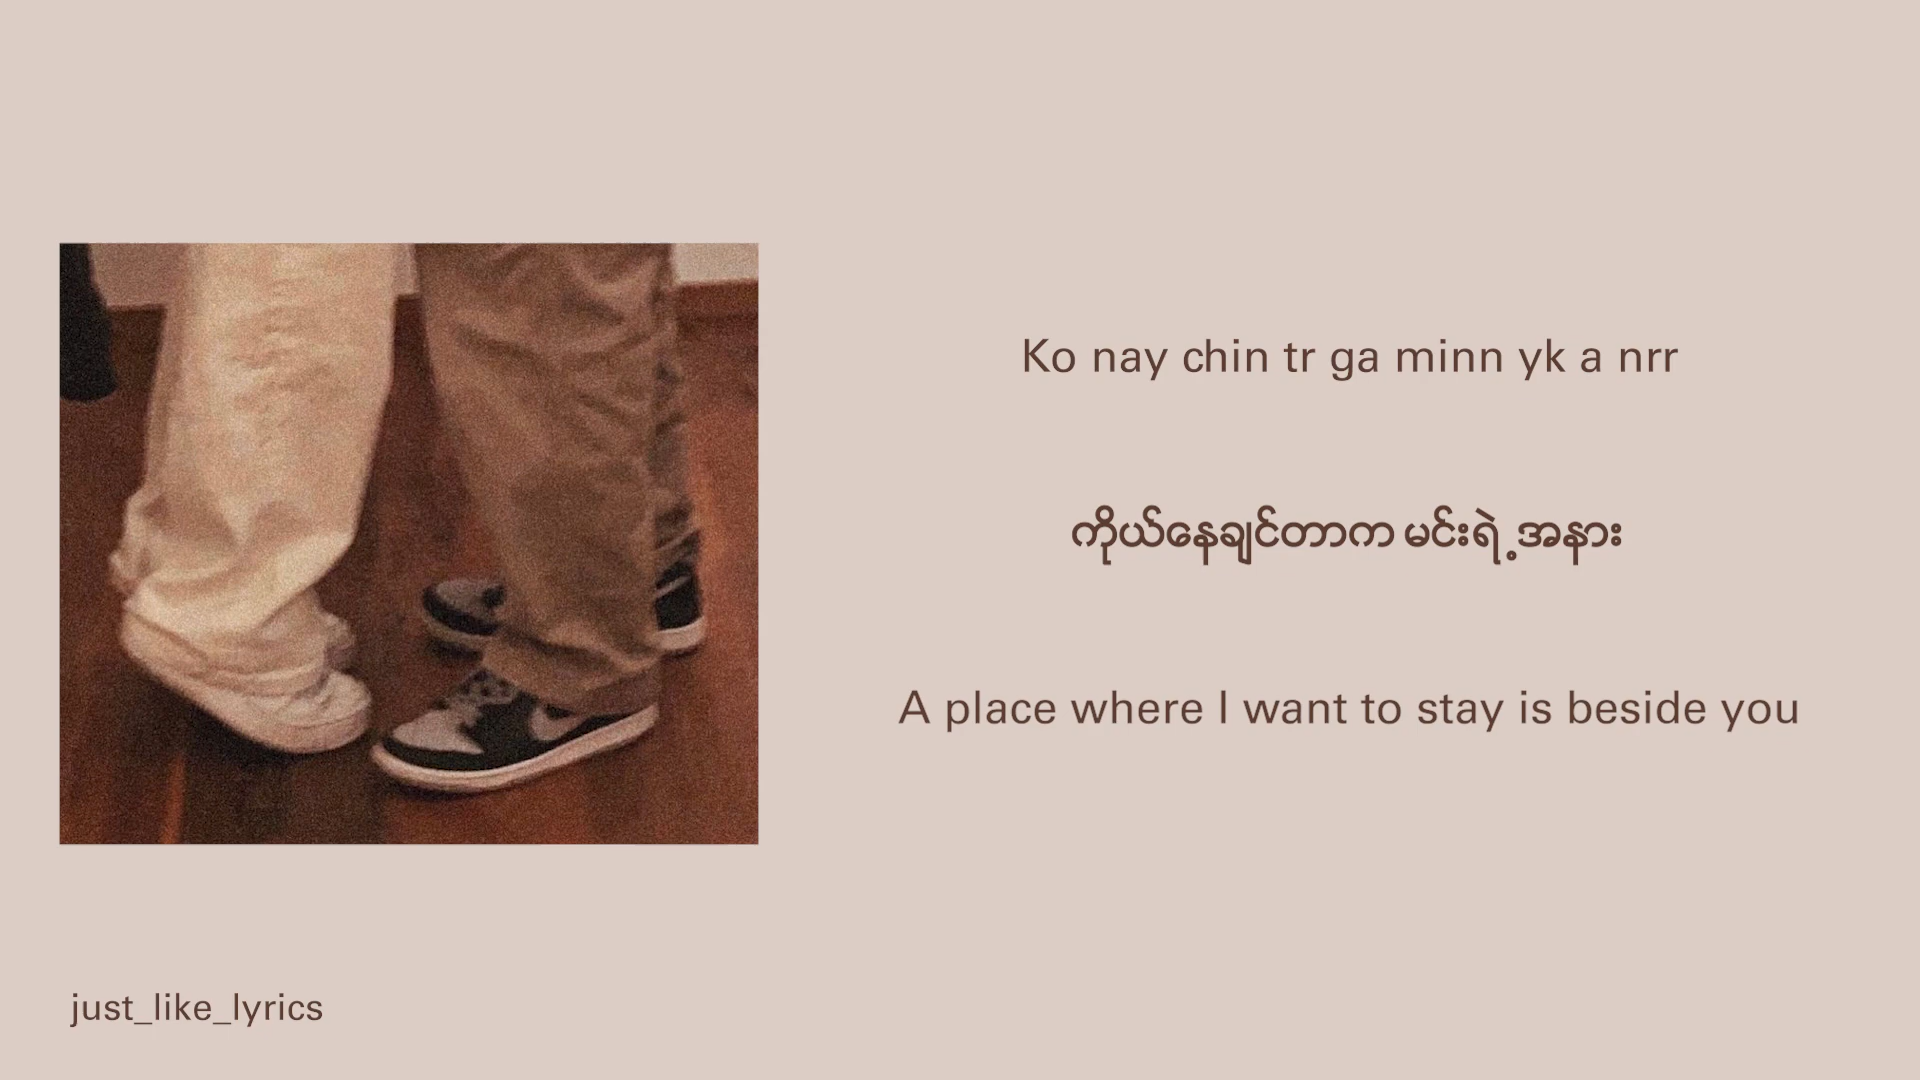 Ko nay chin tr ga minn yk a nrr
ကိုယ်နေချင်တာက မင်းရဲ့အနား
A place where I want to stay is beside you
just_like_lyrics